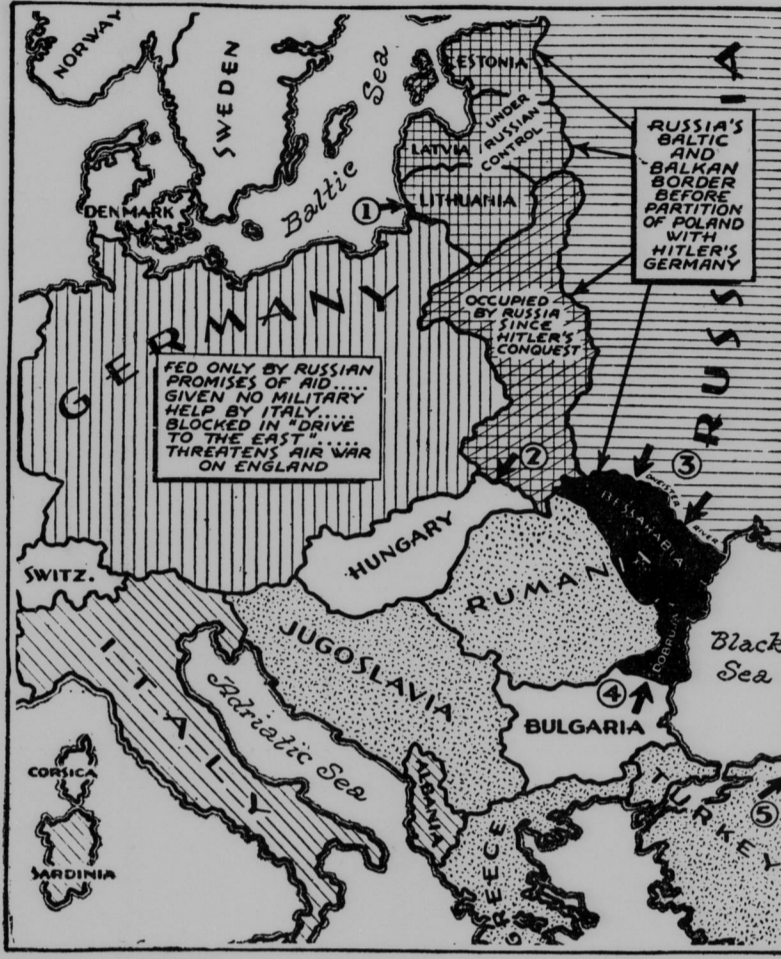 NORWAY
SWEDEN
Baltic Sea
DENMARK
ESTONIA
LATVIA
UNDER
RUSSIAN
CONTROL
LITHUANIA
①
RUSSIA
RUSSIA'S
BALTIC
AND
BALKAN
BORDER
BEFORE
PARTITION
OF POLAND
WITH
HITLER'S
GERMANY
GERMANY
OCCUPIED
BY RUSSIA
SINCE
HITLER'S
CONQUEST
FED ONLY BY RUSSIAN
PROMISES OF AID.....
GIVEN NO MILITARY
HELP BY ITALY.....
BLOCKED IN "DRIVE
TO THE EAST".....
THREATENS AIR WAR
ON ENGLAND
②
③
DNEISTER
RIVER
BESSARABIA
HUNGARY
SWITZ.
RUMANIA
JUGOSLAVIA
ITALY
Adriatic Sea
DOBRUJA
Black
Sea
④
BULGARIA
CORSICA
SARDINIA
ALBANIA
GREECE
TURKEY
⑤